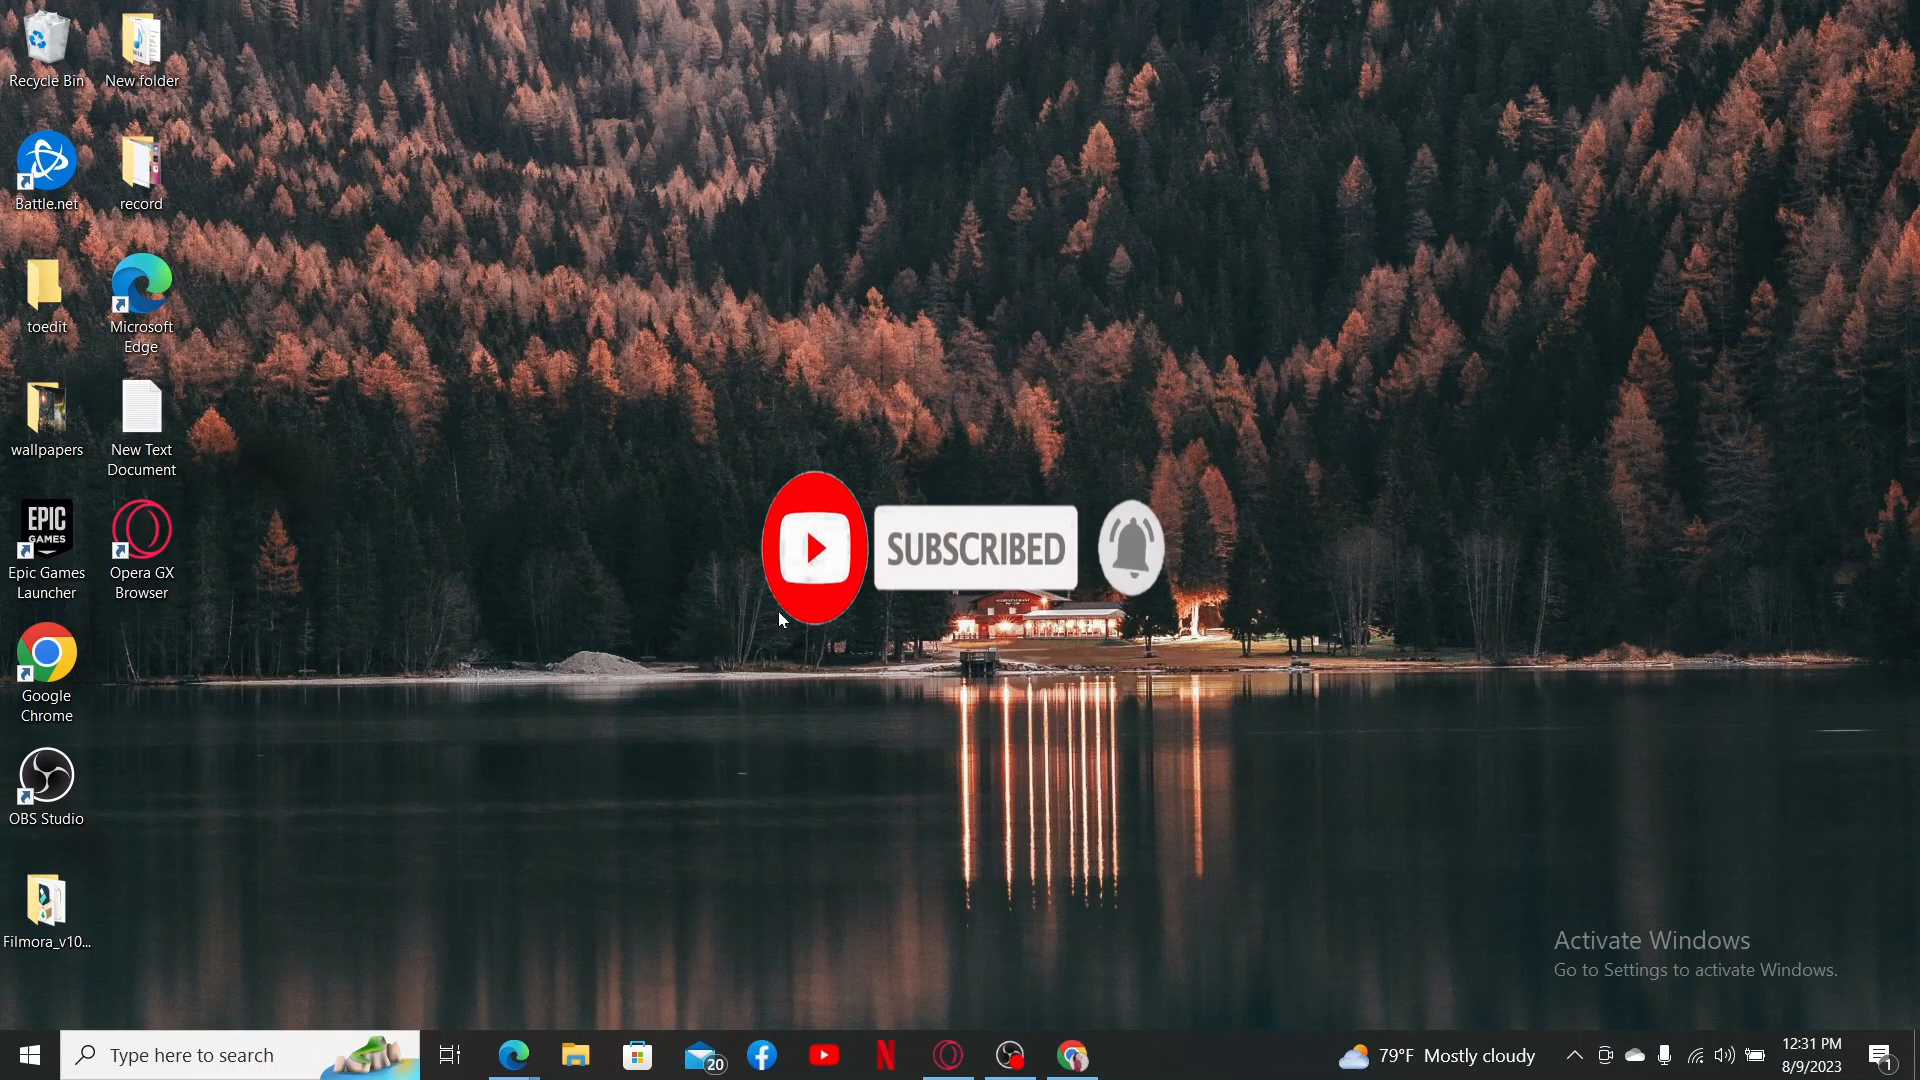 Recycle Bin
New folder
Battle.net
record
toedit
Microsoft
Edge
wallpapers
New Text
Document
EPIC
GAMES
Epic Games
Launcher
Opera GX
Browser
SUBSCRIBED
Google
Chrome
OBS Studio
Filmora_v10...
Activate Windows
Go to Settings to activate Windows.
Type here to search
20
79°F Mostly cloudy
12:31 PM
8/9/2023
1